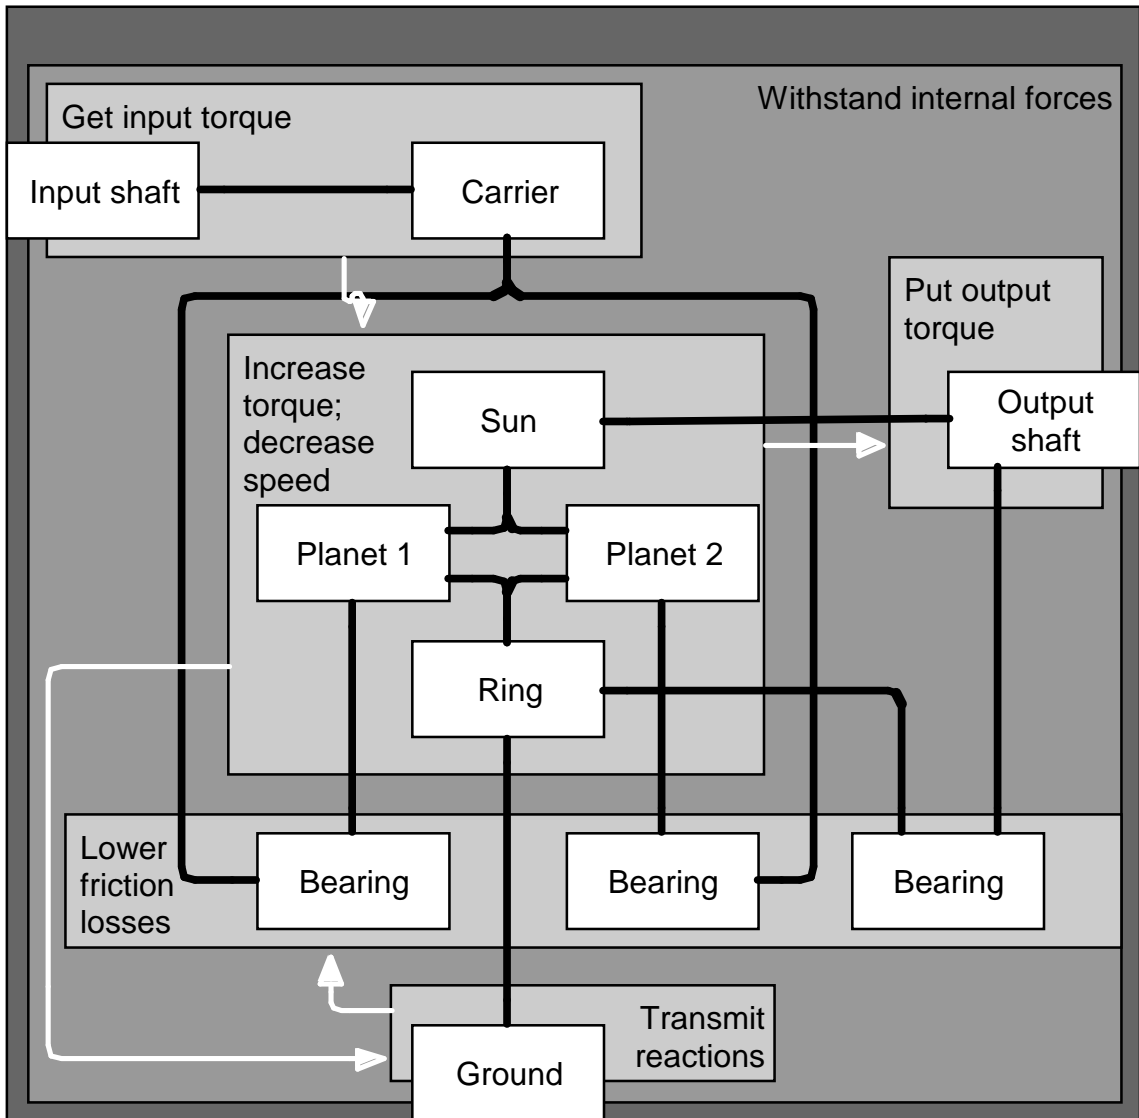 Withstand internal forces
Get input torque
Input shaft
Carrier
Put output
torque
Output
shaft
Increase
torque;
decrease
speed
Sun
Planet 1
Planet 2
Ring
Lower
friction
losses
Bearing
Bearing
Bearing
Transmit
reactions
Ground